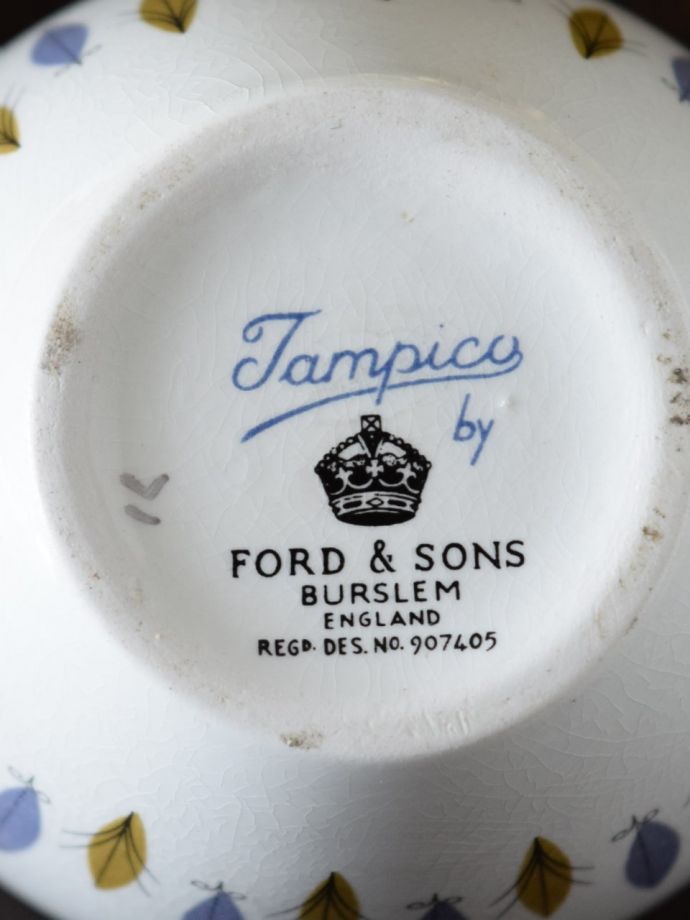 Tampico
by
FORD & SONS
BURSLEM
ENGLAND
REGD. DES. NO. 907405